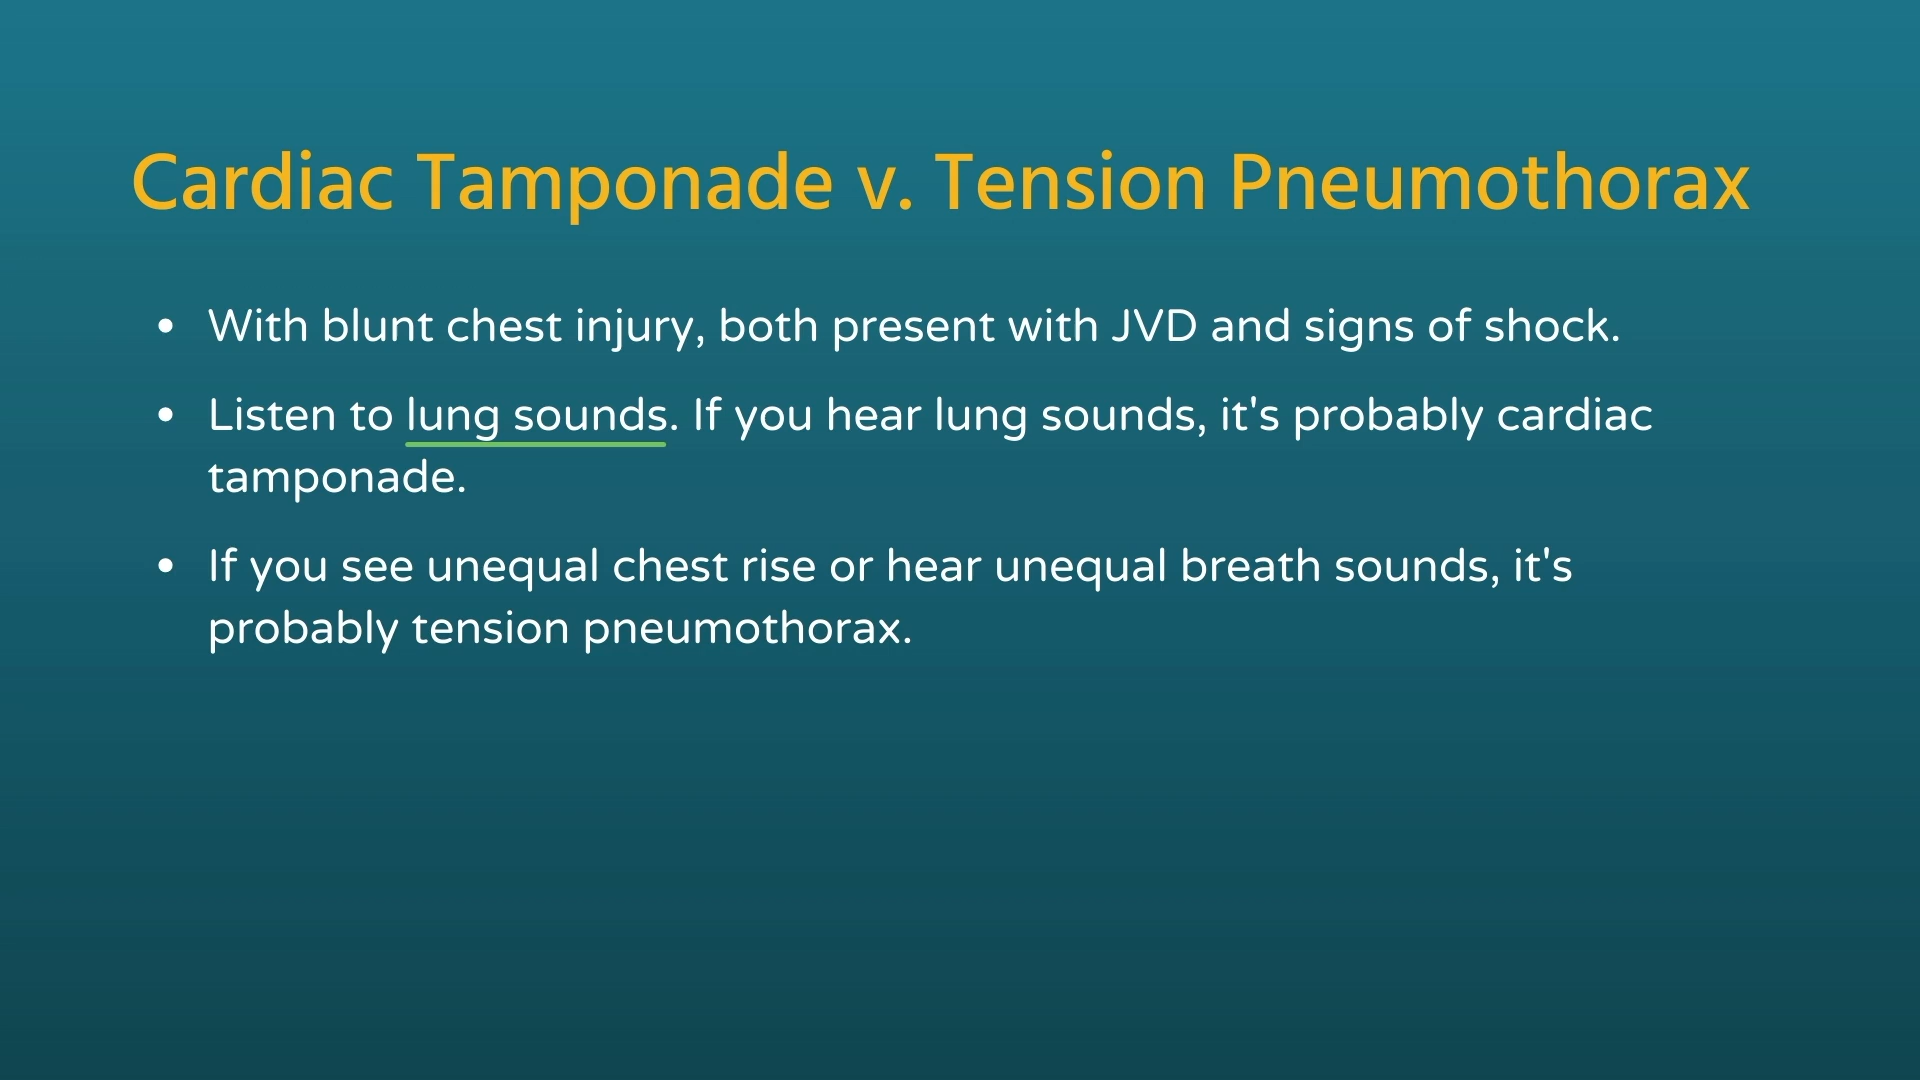 Cardiac Tamponade v. Tension Pneumothorax
• With blunt chest injury, both present with JVD and signs of shock.
• Listen to lung sounds. If you hear lung sounds, it's probably cardiac
tamponade.
• If you see unequal chest rise or hear unequal breath sounds, it's
probably tension pneumothorax.